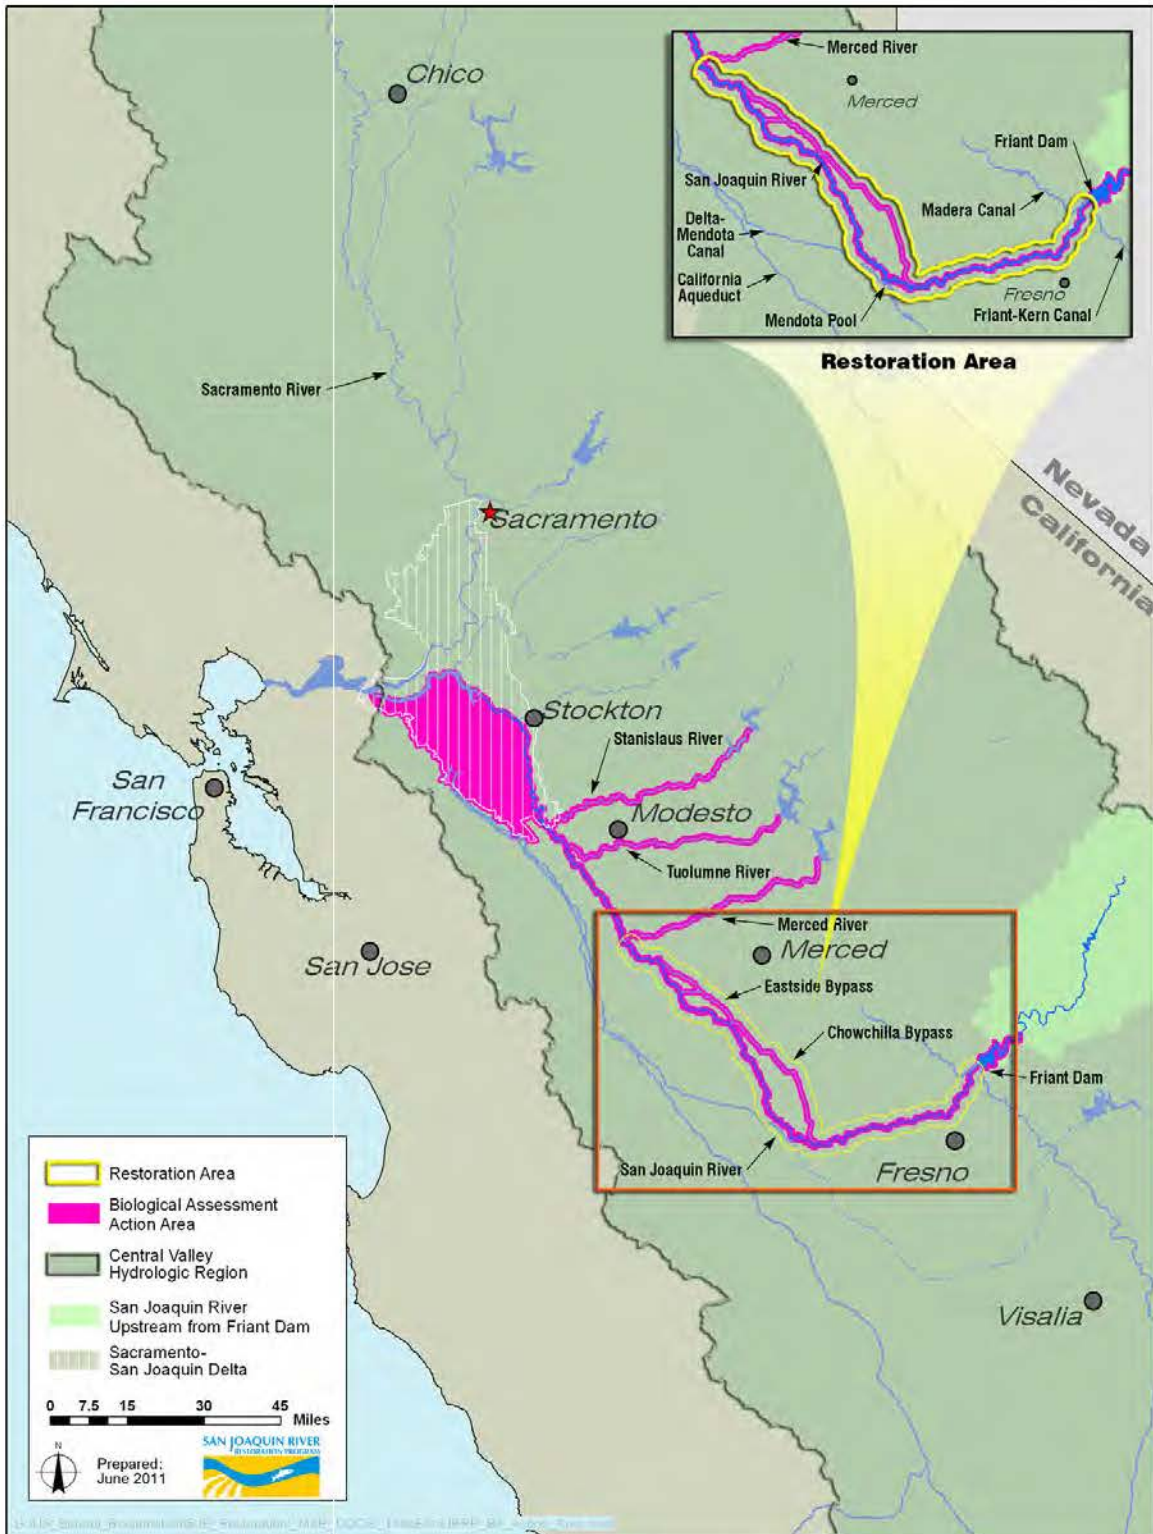 Chico
Merced River
Merced
Friant Dam
San Joaquin River
Madera Canal
Delta-
Mendota
Canal
California
Aqueduct
Fresno
Mendota Pool
Friant-Kern Canal
Restoration Area
Sacramento River
Nevada
California
Sacramento
Stockton
Stanislaus River
San
Francisco
Modesto
Tuolumne River
Merced River
Merced
San Jose
Eastside Bypass
Chowchilla Bypass
Friant Dam
San Joaquin River
Fresno
Visalia
Restoration Area
Biological Assessment
Action Area
Central Valley
Hydrologic Region
San Joaquin River
Upstream from Friant Dam
Sacramento-
San Joaquin Delta
0 7.5 15 30 45
Miles
N
Prepared:
June 2011
SAN JOAQUIN RIVER
RESTORATION PROGRAM